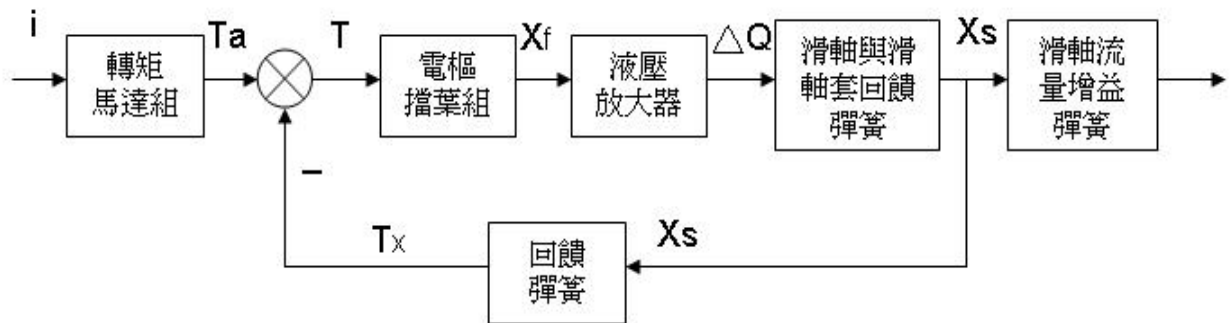 i
轉矩
馬達組
Ta
T
電樞
擋葉組
Xf
液壓
放大器
△Q
滑軸與滑
軸套回饋
彈簧
Xs
滑軸流
量增益
彈簧
−
Tx
回饋
彈簧
Xs